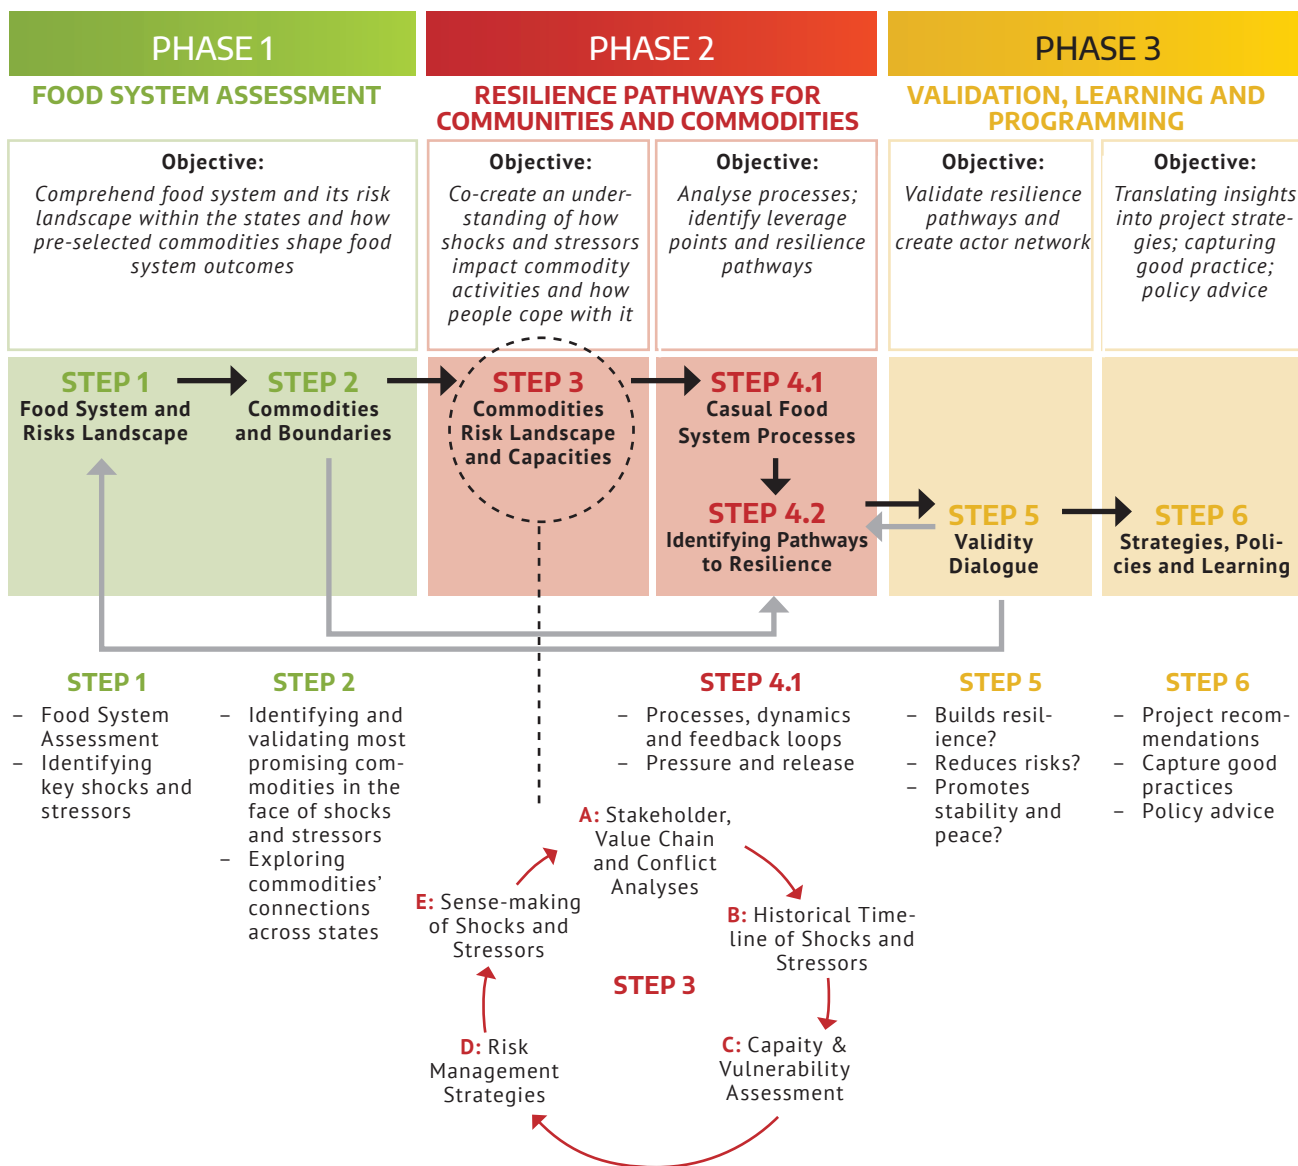 PHASE 1
PHASE 2
PHASE 3
FOOD SYSTEM ASSESSMENT
RESILIENCE PATHWAYS FOR
COMMUNITIES AND COMMODITIES
VALIDATION, LEARNING AND
PROGRAMMING
Objective:
Comprehend food system and its risk
landscape within the states and how
pre-selected commodities shape food
system outcomes
Objective:
Co-create an under-
standing of how
shocks and stressors
impact commodity
activities and how
people cope with it
Objective:
Analyse processes;
identify leverage
points and resilience
pathways
Objective:
Validate resilience
pathways and
create actor network
Objective:
Translating insights
into project strate-
gies; capturing
good practice;
policy advice
STEP 1
Food System and
Risks Landscape
STEP 2
Commodities
and Boundaries
STEP 3
Commodities
Risk Landscape
and Capacities
STEP 4.1
Casual Food
System Processes
STEP 4.2
Identifying Pathways
to Resilience
STEP 5
Validity
Dialogue
STEP 6
Strategies, Poli-
cies and Learning
STEP 1
– Food System
Assessment
– Identifying
key shocks and
stressors
STEP 2
– Identifying and
validating most
promising com-
modities in the
face of shocks
and stressors
– Exploring
commodities’
connections
across states
STEP 4.1
– Processes, dynamics
and feedback loops
– Pressure and release
STEP 5
– Builds resil-
ience?
– Reduces risks?
– Promotes
stability and
peace?
STEP 6
– Project recom-
mendations
– Capture good
practices
– Policy advice
A: Stakeholder,
Value Chain
and Conflict
Analyses
B: Historical Time-
line of Shocks and
Stressors
C: Capaity &
Vulnerability
Assessment
D: Risk
Management
Strategies
E: Sense-making
of Shocks and
Stressors
STEP 3